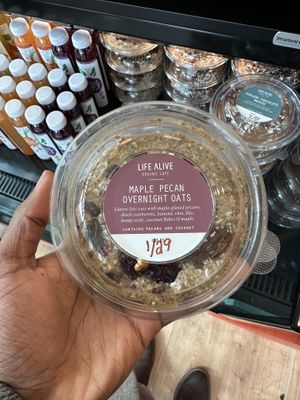 LIFE ALIVE
ORGANIC CAFE
MAPLE PECAN
OVERNIGHT OATS
Gluten-free oats with maple-glazed pecans,
dried cranberries, banana, chia, flax,
hemp seeds, coconut flakes & maple.
CONTAINS PECANS AND COCONUT
1/29